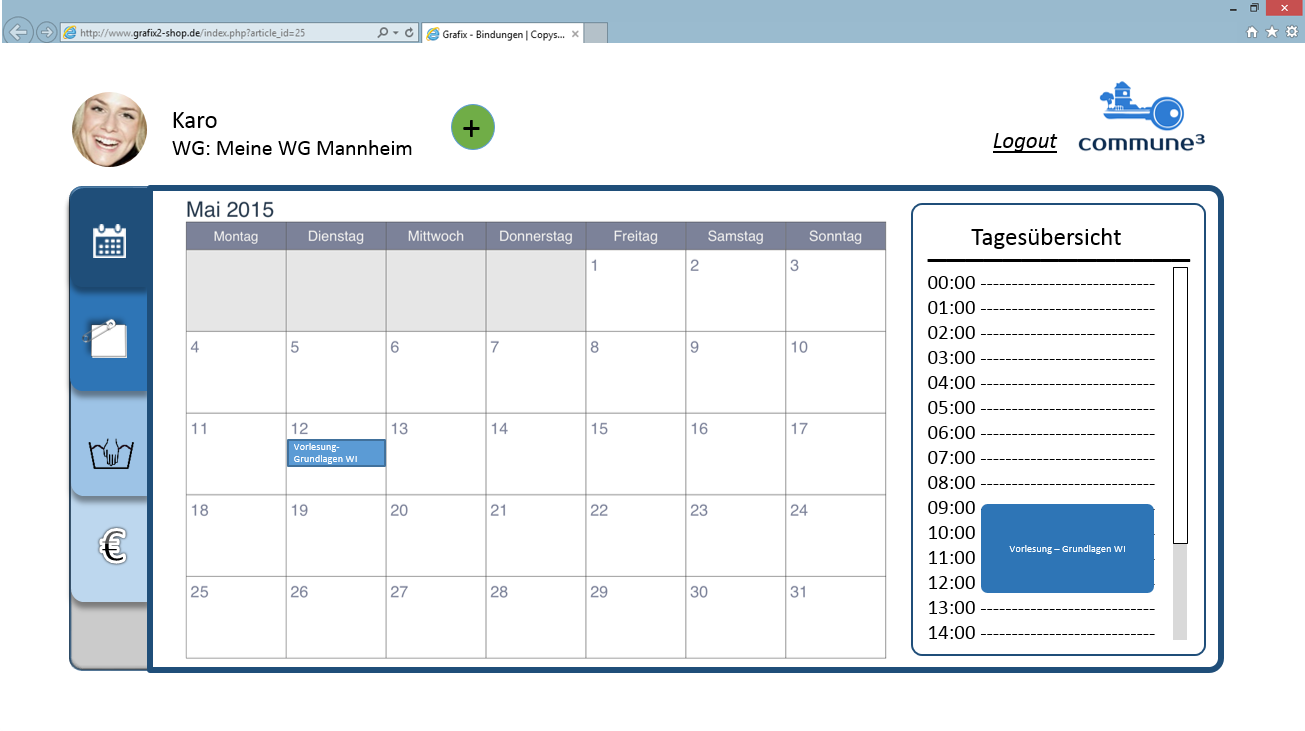 http://www.grafix2-shop.de/index.php?article_id=25
Grafix - Bindungen | Copys...
Karo
WG: Meine WG Mannheim
+
Logout
commune³
Mai 2015
Montag Dienstag Mittwoch Donnerstag Freitag Samstag Sonntag
1 2 3
4 5 6 7 8 9 10
11 12 13 14 15 16 17
Vorlesung-
Grundlagen WI
18 19 20 21 22 23 24
25 26 27 28 29 30 31
€
Tagesübersicht
00:00
01:00
02:00
03:00
04:00
05:00
06:00
07:00
08:00
09:00
10:00
Vorlesung – Grundlagen WI
11:00
12:00
13:00
14:00